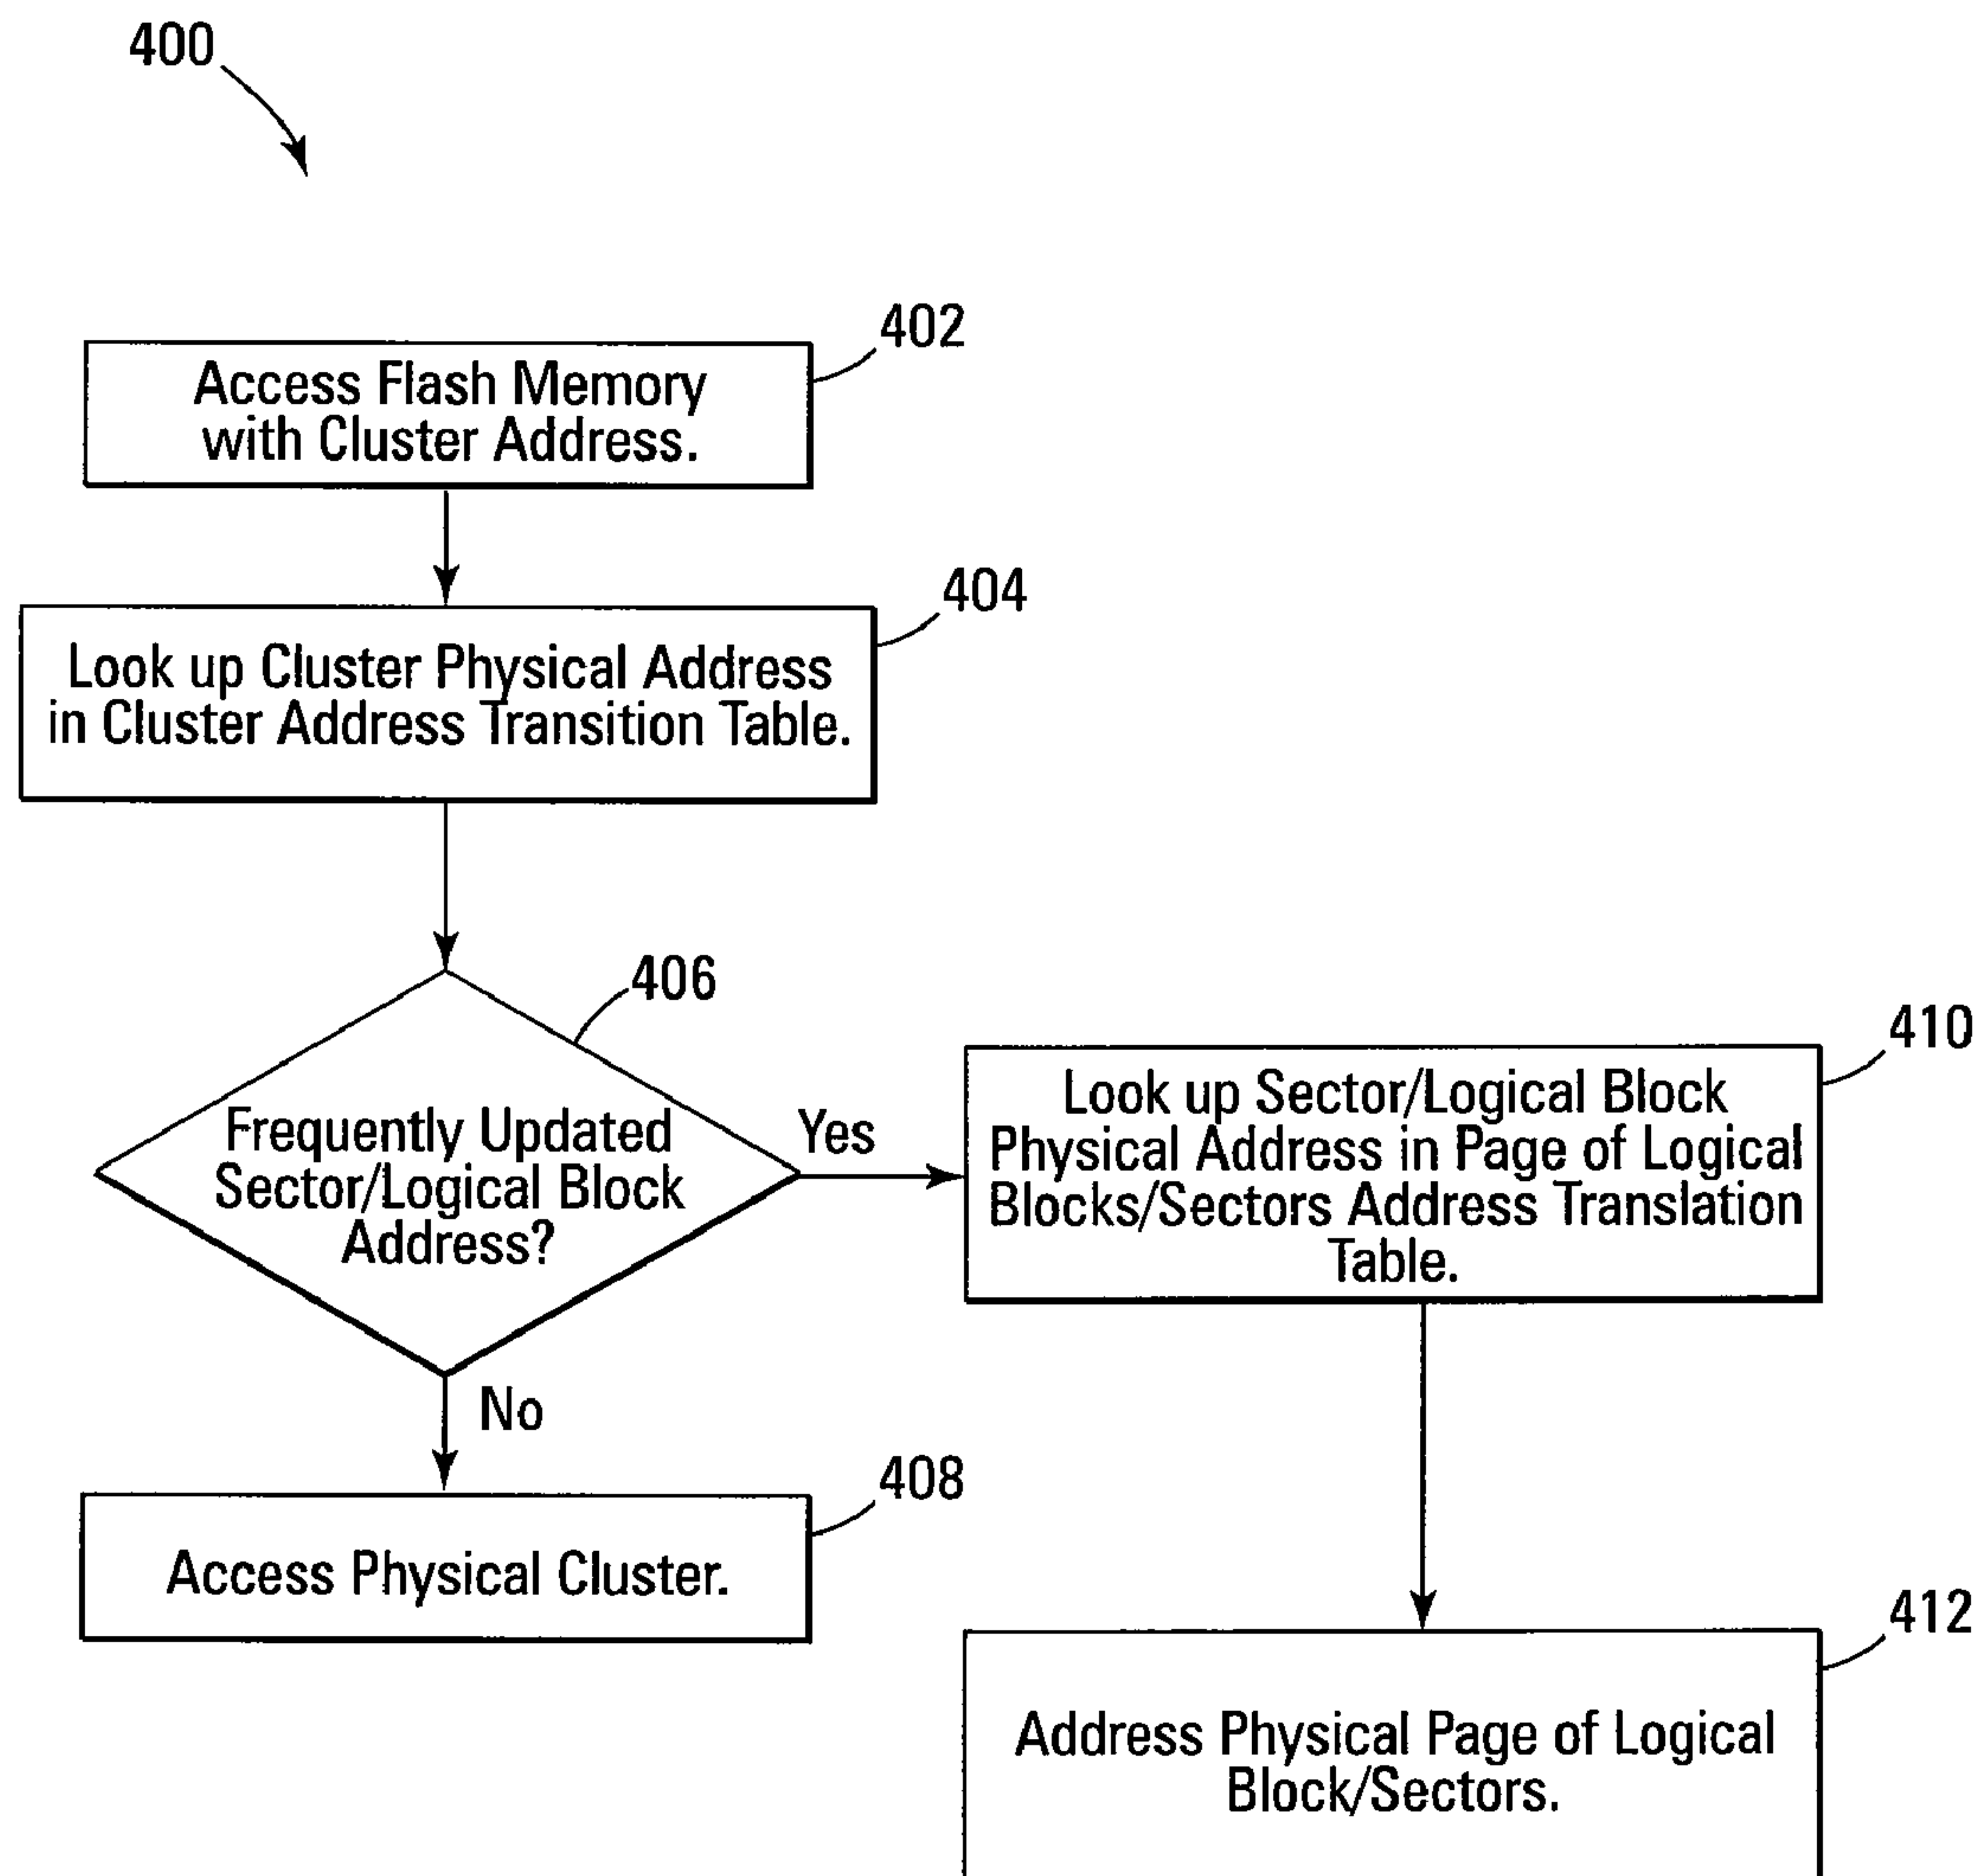 400
402
Access Flash Memory
with Cluster Address.
404
Look up Cluster Physical Address
in Cluster Address Transition Table.
406
Frequently Updated
Sector/Logical Block
Address?
Yes
410
Look up Sector/Logical Block
Physical Address in Page of Logical
Blocks/Sectors Address Translation
Table.
No
408
Access Physical Cluster.
412
Address Physical Page of Logical
Block/Sectors.